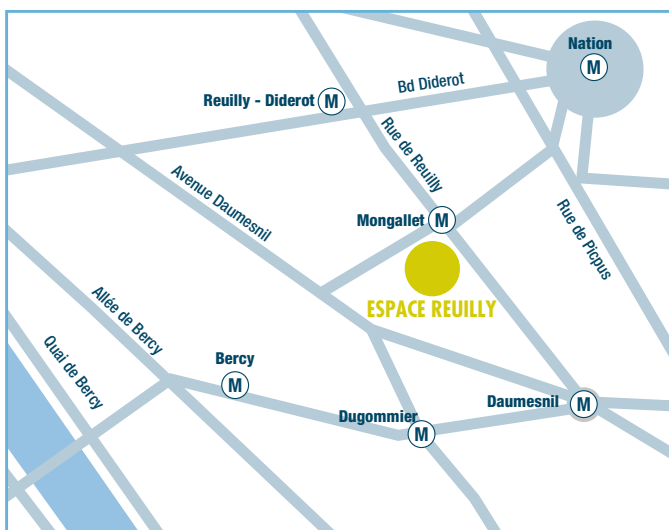 Nation
M
Bd Diderot
Reuilly - Diderot M
Rue de Reuilly
Avenue Daumesnil
Mongallet M
Rue de Picpus
ESPACE REUILLY
Allée de Bercy
Quai de Bercy
Bercy
M
Daumesnil M
Dugommier
M